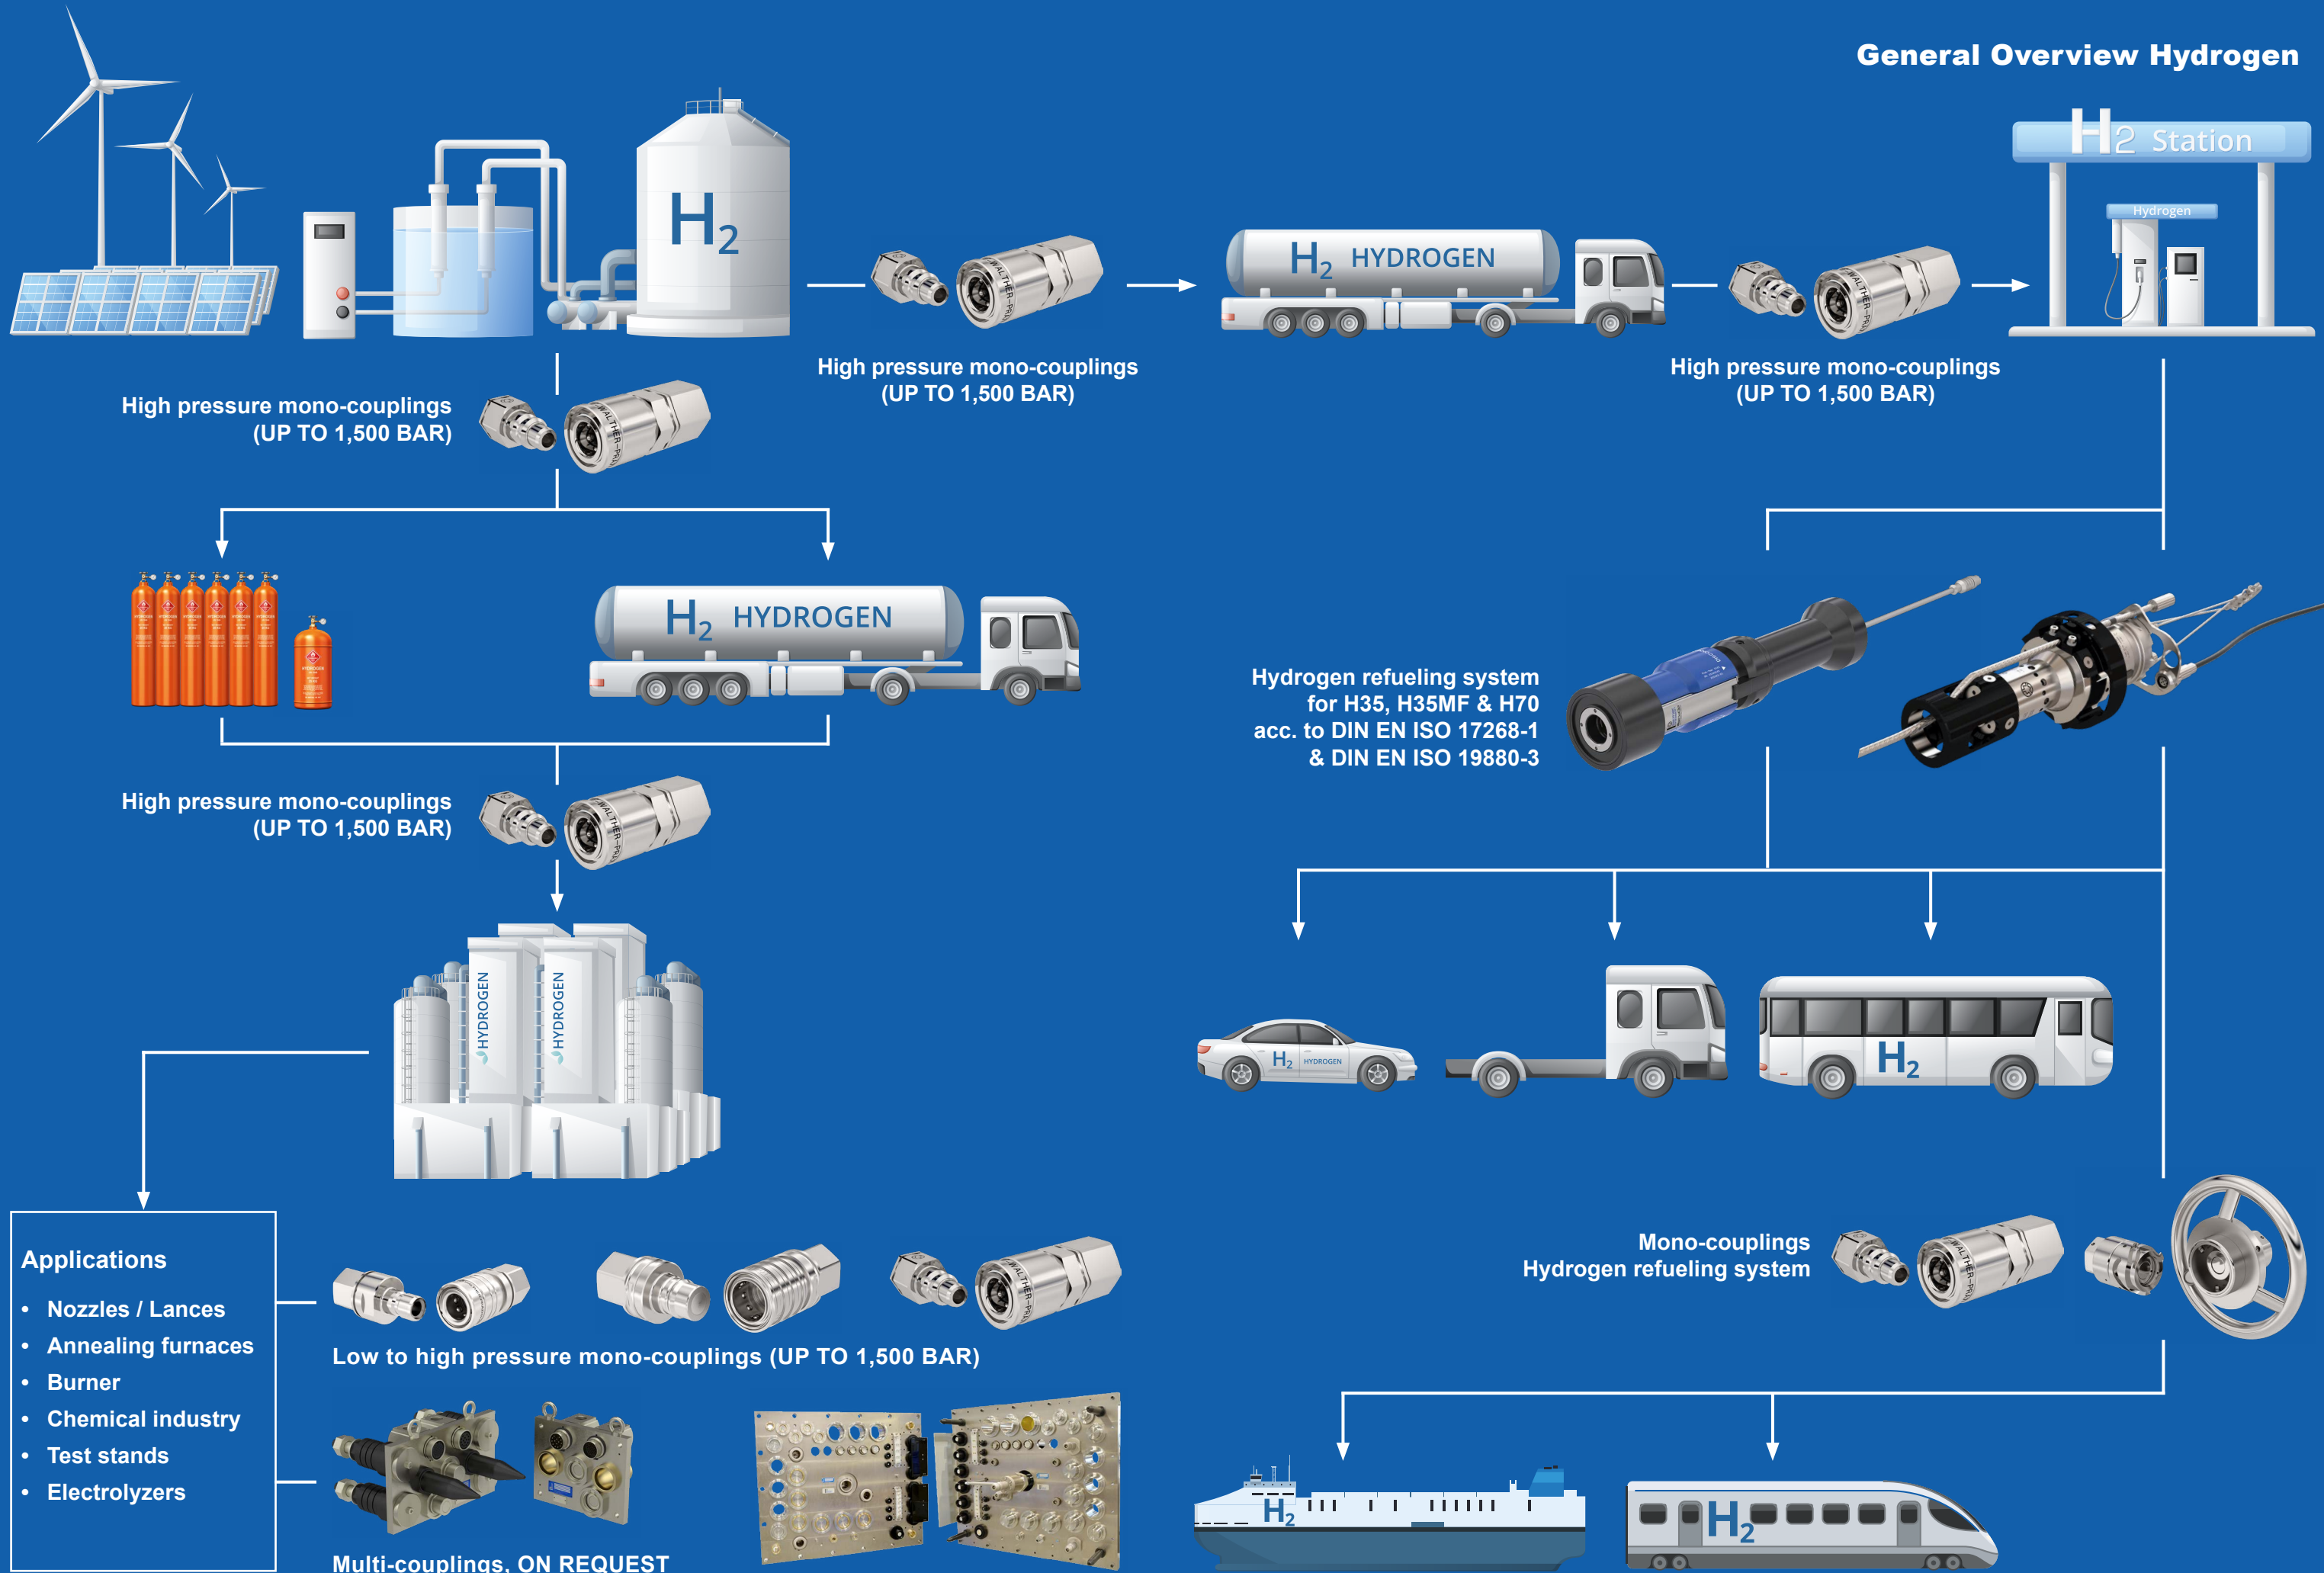 General Overview Hydrogen
H2 Station
Hydrogen
H2
H2 HYDROGEN
High pressure mono-couplings
(UP TO 1,500 BAR)
High pressure mono-couplings
(UP TO 1,500 BAR)
High pressure mono-couplings
(UP TO 1,500 BAR)
H2 HYDROGEN
Hydrogen refueling system
for H35, H35MF & H70
acc. to DIN EN ISO 17268-1
& DIN EN ISO 19880-3
High pressure mono-couplings
(UP TO 1,500 BAR)
HYDROGEN
HYDROGEN
H2 HYDROGEN
H2
Applications
• Nozzles / Lances
• Annealing furnaces
• Burner
• Chemical industry
• Test stands
• Electrolyzers
Low to high pressure mono-couplings (UP TO 1,500 BAR)
Multi-couplings, ON REQUEST
Mono-couplings
Hydrogen refueling system
H2
H2